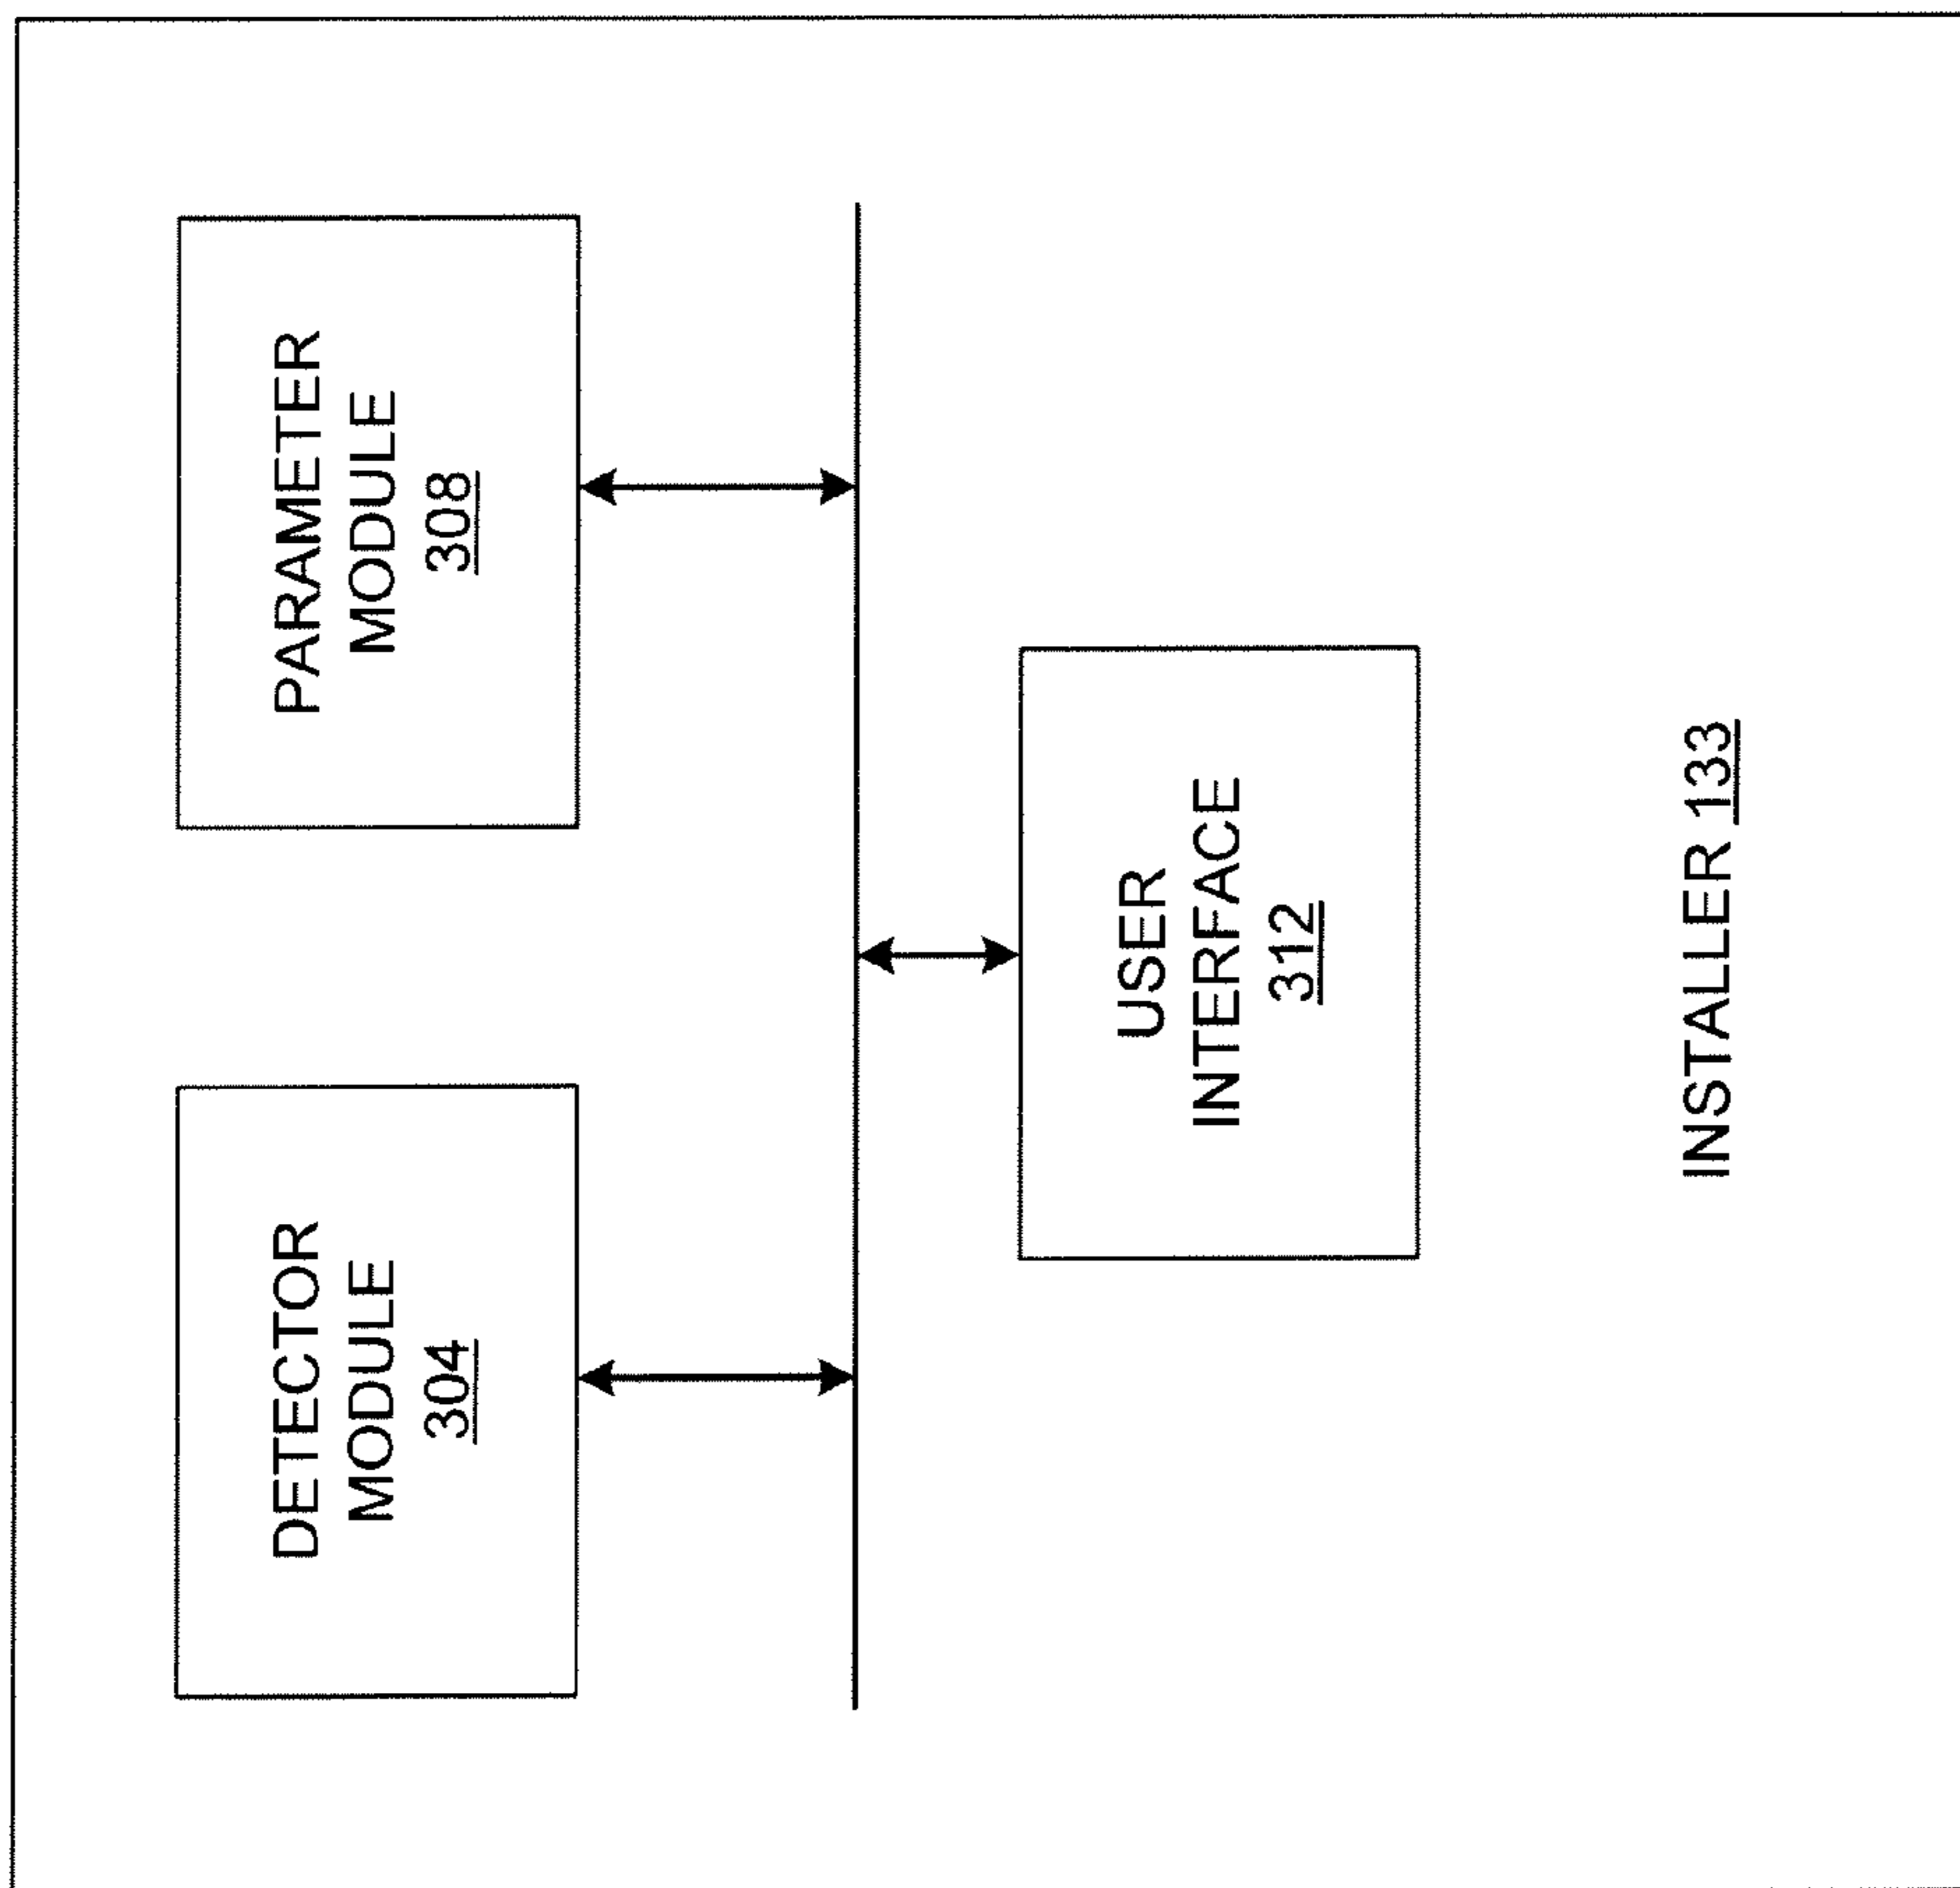 DETECTOR
MODULE
304
PARAMETER
MODULE
308
USER
INTERFACE
312
INSTALLER 133